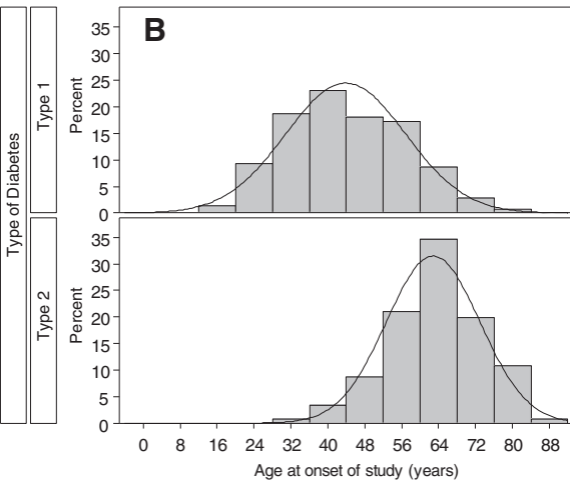 B
Type of Diabetes
Type 1
Percent
35
30
25
20
15
10
5
0
Type 2
Percent
35
30
25
20
15
10
5
0
0 8 16 24 32 40 48 56 64 72 80 88
Age at onset of study (years)